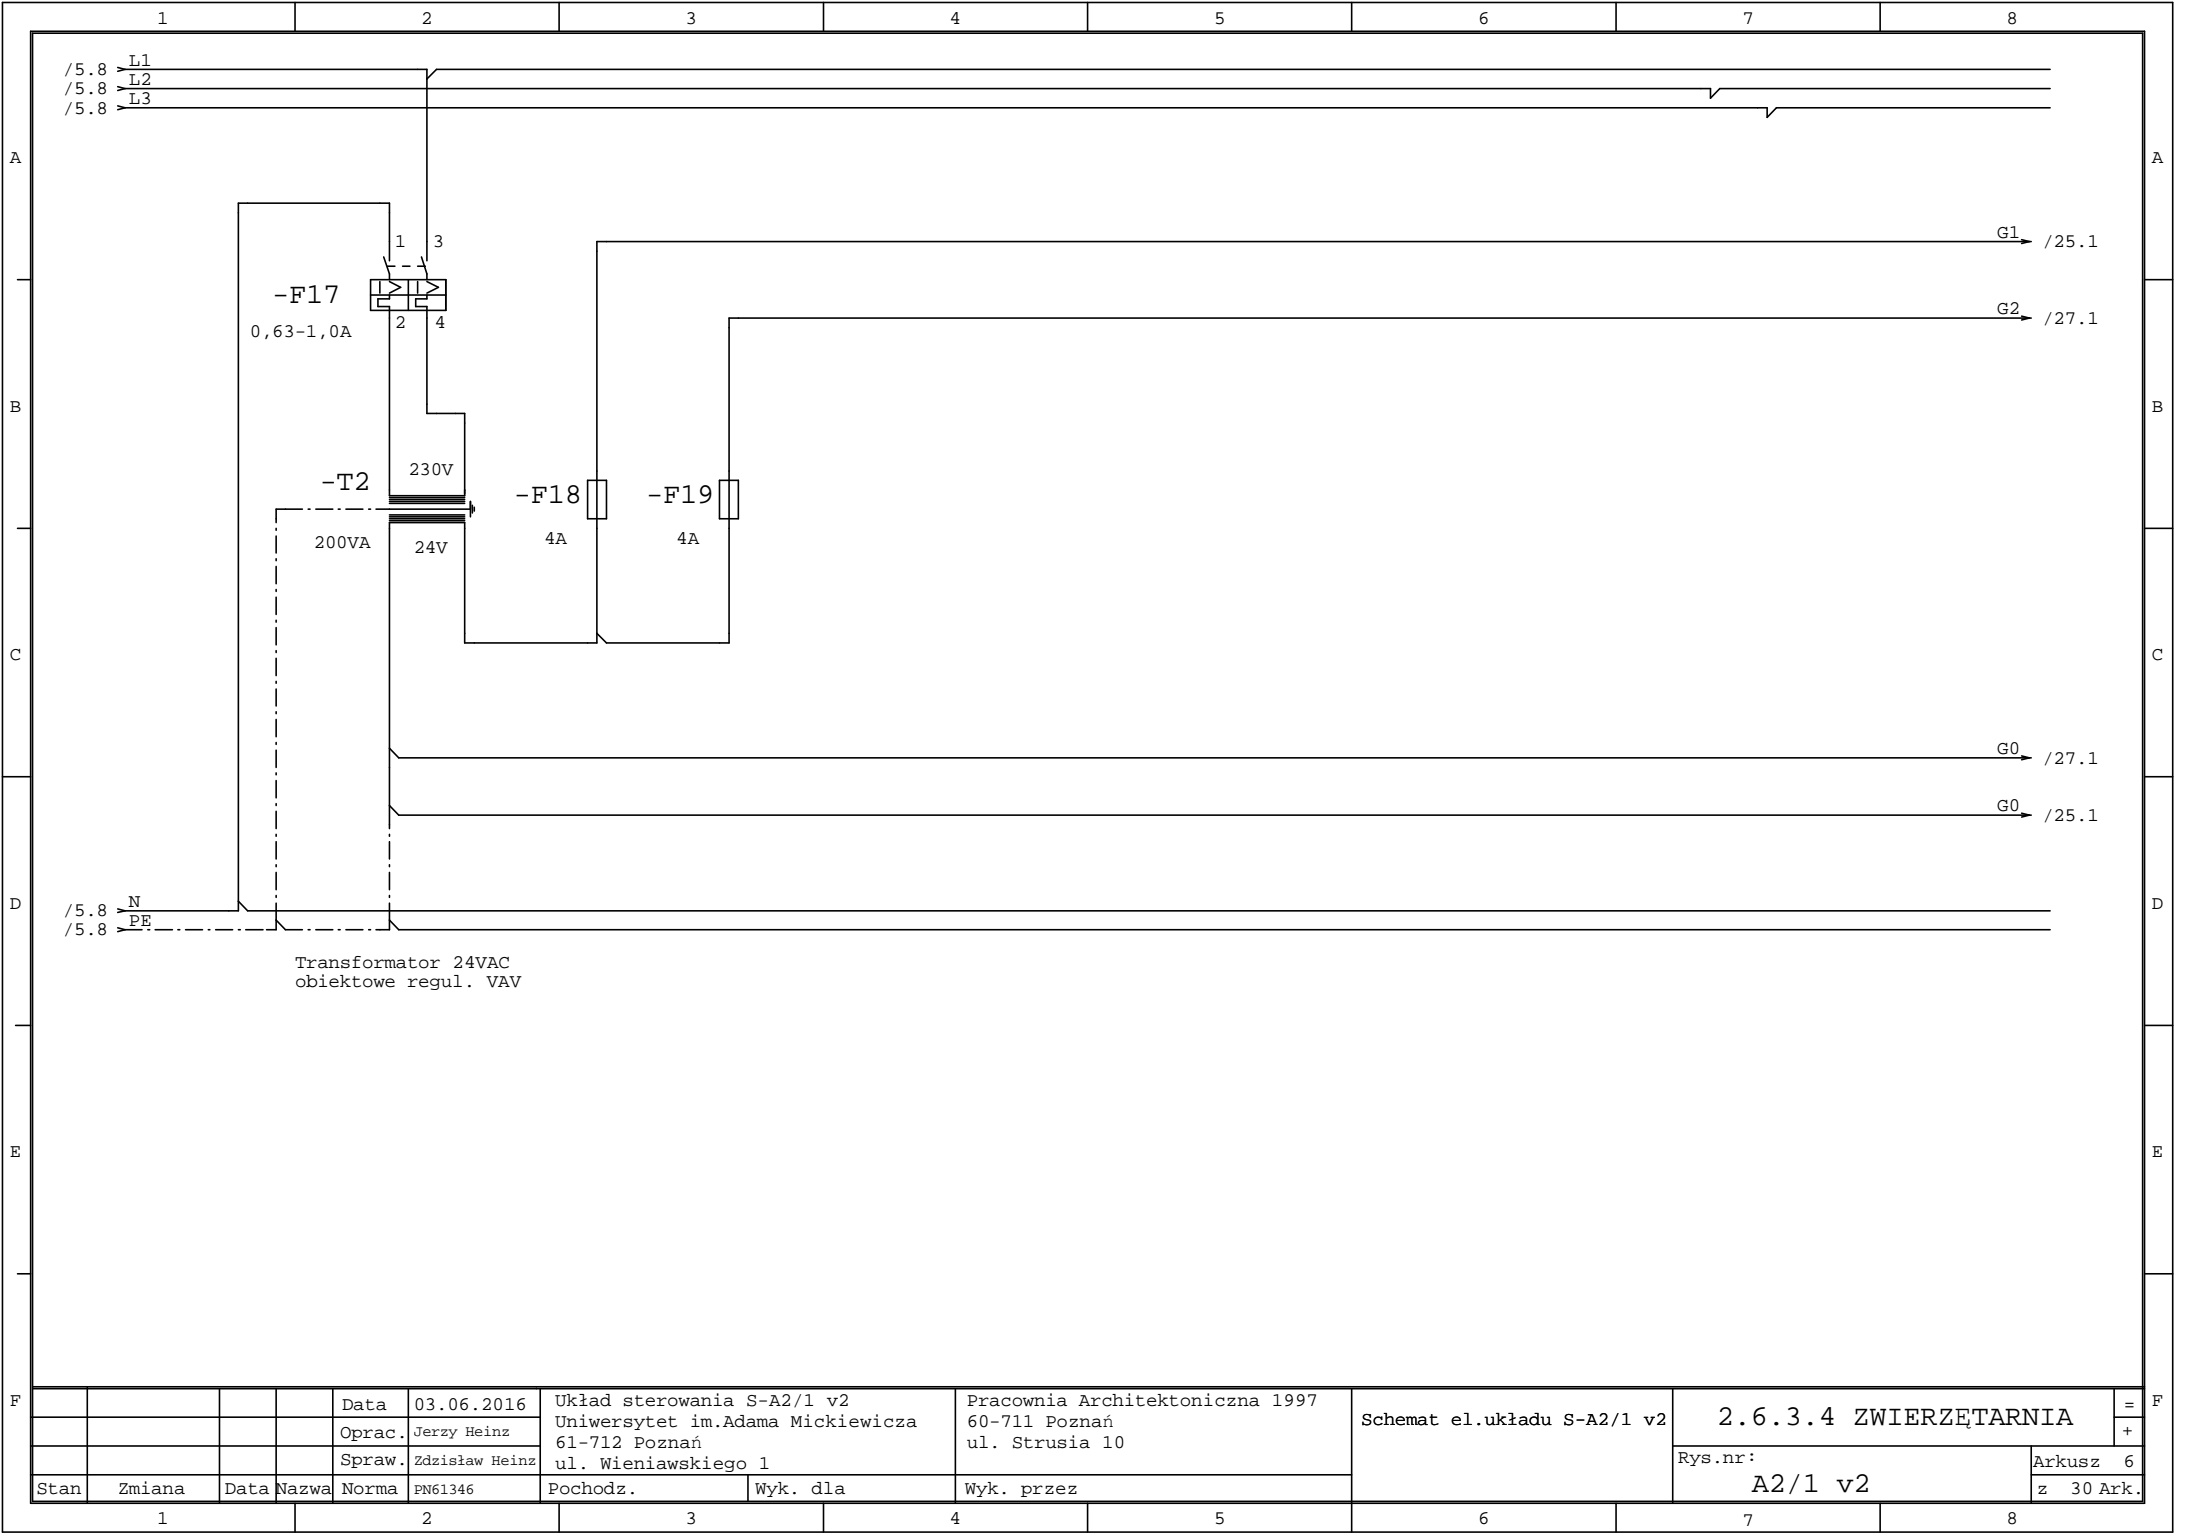 1 2 3 4 5 6 7 8
/5.8 L1
/5.8 L2
/5.8 L3
A A
1 3
G1 /25.1
-F17
0,63-1,0A
2 4
G2 /27.1
B B
-T2
230V
200VA
24V
-F18
4A
-F19
4A
C C
G0 /27.1
G0 /25.1
D D
/5.8 N
/5.8 PE
Transformator 24VAC
obiektowe regul. VAV
E E
F F
Data 03.06.2016
Oprac. Jerzy Heinz
Spraw. Zdzisław Heinz
Stan Zmiana Data Nazwa Norma PN61346
Układ sterowania S-A2/1 v2
Uniwersytet im.Adama Mickiewicza
61-712 Poznań
ul. Wieniawskiego 1
Pochodz. Wyk. dla
Pracownia Architektoniczna 1997
60-711 Poznań
ul. Strusia 10
Wyk. przez
Schemat el.układu S-A2/1 v2
2.6.3.4 ZWIERZĘTARNIA
=
+
Rys.nr:
A2/1 v2
Arkusz 6
z 30 Ark.
1 2 3 4 5 6 7 8